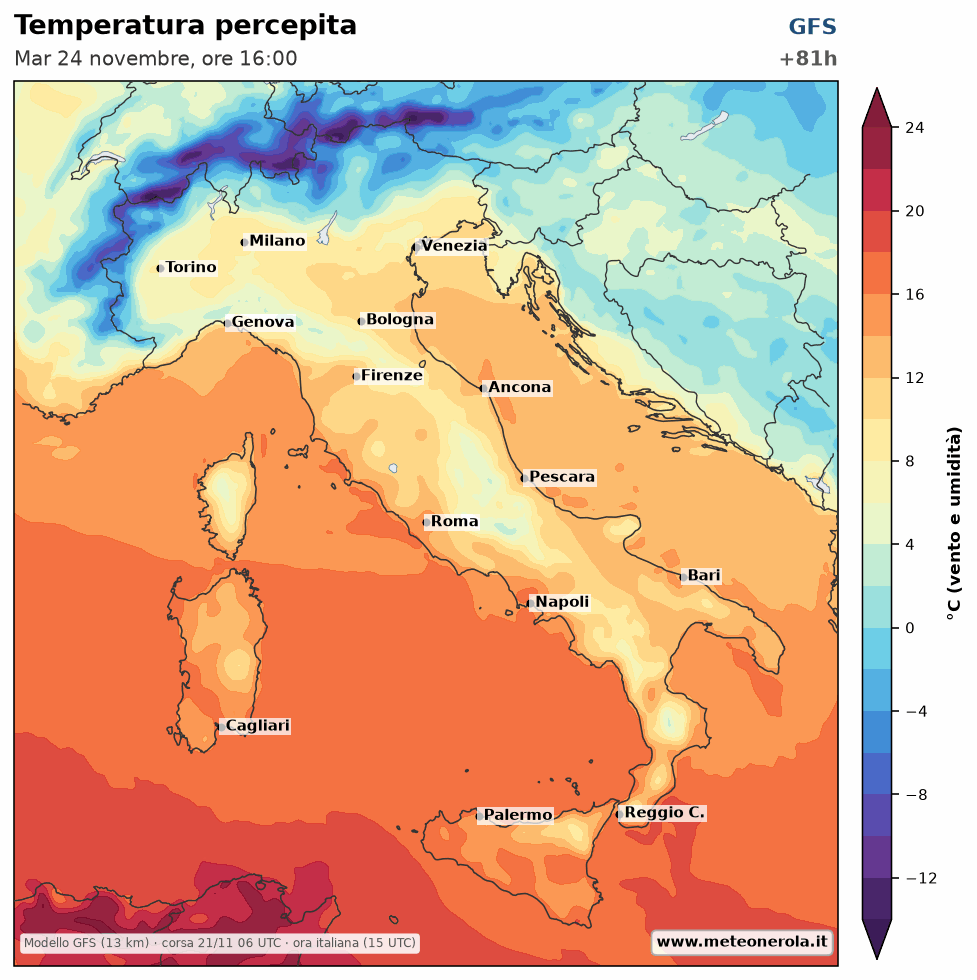 Temperatura percepita
GFS
Mar 24 novembre, ore 16:00
+81h
Milano
Venezia
Torino
Genova
Bologna
Firenze
Ancona
Pescara
Roma
Bari
Napoli
Cagliari
Palermo
Reggio C.
24
20
16
12
8
4
0
−4
−8
−12
°C (vento e umidità)
Modello GFS (13 km) · corsa 21/11 06 UTC · ora italiana (15 UTC)
www.meteonerola.it